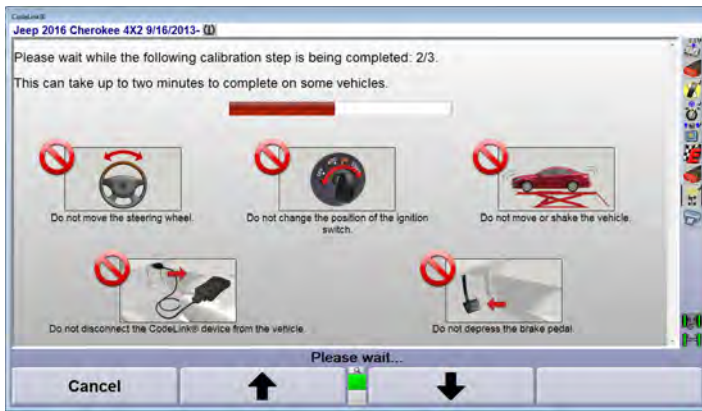 CodeLink®
Jeep 2016 Cherokee 4X2 9/16/2013-
Please wait while the following calibration step is being completed: 2/3.
This can take up to two minutes to complete on some vehicles.
Do not move the steering wheel.
Do not change the position of the ignition
switch.
Do not move or shake the vehicle.
Do not disconnect the CodeLink® device from the vehicle.
Do not depress the brake pedal.
Please wait...
Cancel